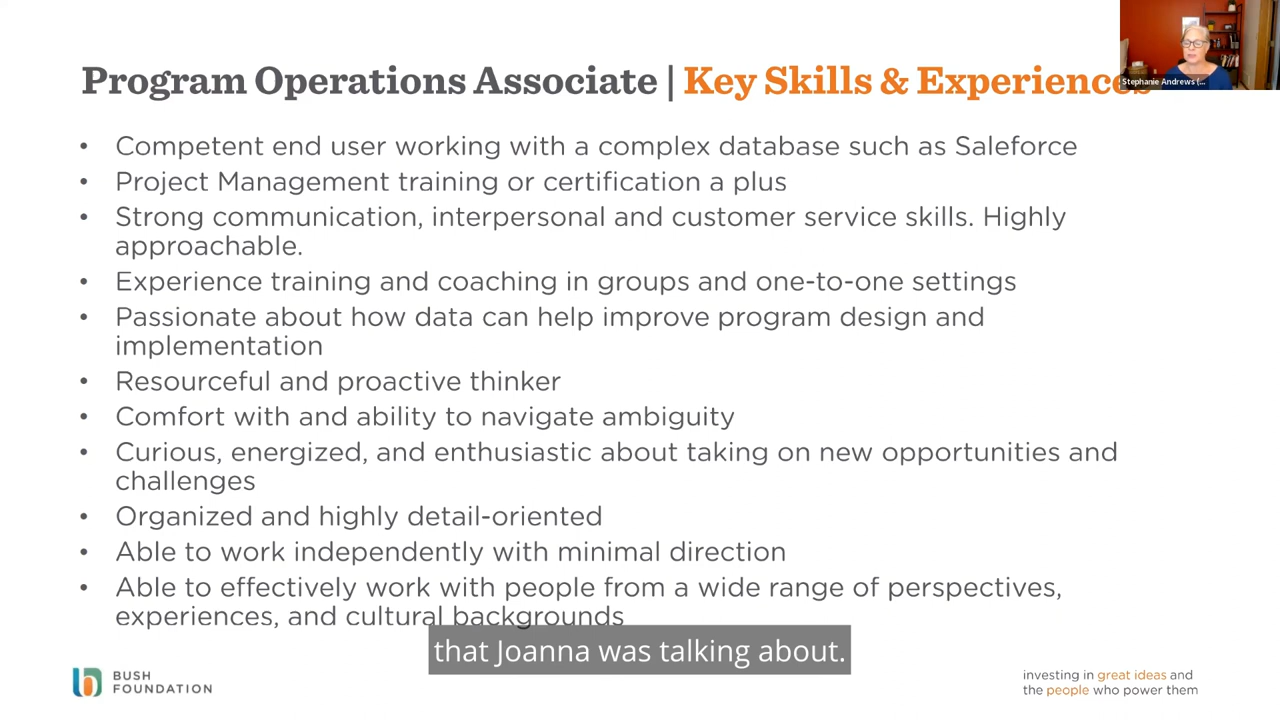 Program Operations Associate | Key Skills & Experiences
Stephanie Andrews (...
• Competent end user working with a complex database such as Saleforce
• Project Management training or certification a plus
• Strong communication, interpersonal and customer service skills. Highly
approachable.
• Experience training and coaching in groups and one-to-one settings
• Passionate about how data can help improve program design and
implementation
• Resourceful and proactive thinker
• Comfort with and ability to navigate ambiguity
• Curious, energized, and enthusiastic about taking on new opportunities and
challenges
• Organized and highly detail-oriented
• Able to work independently with minimal direction
• Able to effectively work with people from a wide range of perspectives,
experiences, and cultural backgrounds
that Joanna was talking about.
BUSH
FOUNDATION
investing in great ideas and
the people who power them